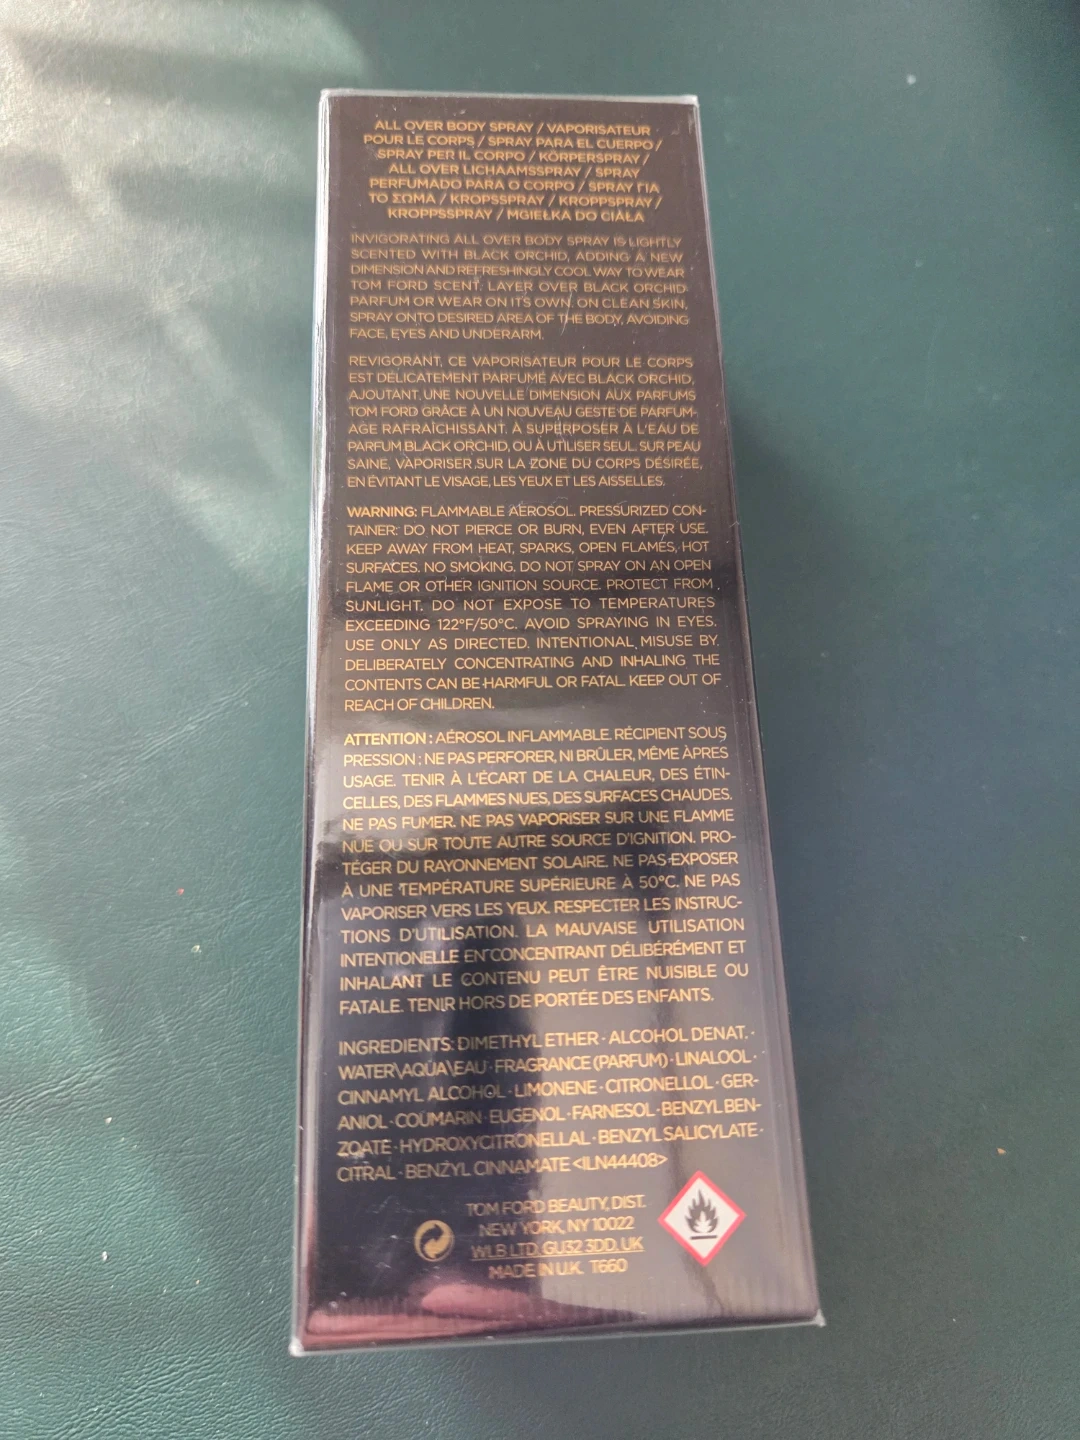 ALL OVER BODY SPRAY / VAPORISATEUR
POUR LE CORPS / SPRAY PARA EL CUERPO /
SPRAY PER IL CORPO / KÖRPERSPRAY /
ALL OVER LICHAAMSSPRAY / SPRAY
PERFUMADO PARA O CORPO / SPRAY ΓΙΑ
ΤΟ ΣΩΜΑ / KROPSSPRAY / KROPPSPRAY /
KROPPSSPRAY / MGIEŁKA DO CIAŁA
INVIGORATING ALL OVER BODY SPRAY IS LIGHTLY
SCENTED WITH BLACK ORCHID, ADDING A NEW
DIMENSION AND REFRESHINGLY COOL WAY TO WEAR
TOM FORD SCENT. LAYER OVER BLACK ORCHID
PARFUM OR WEAR ON ITS OWN. ON CLEAN SKIN,
SPRAY ONTO DESIRED AREA OF THE BODY, AVOIDING
FACE, EYES AND UNDERARM.
REVIGORANT, CE VAPORISATEUR POUR LE CORPS
EST DÉLICATEMENT PARFUMÉ AVEC BLACK ORCHID,
AJOUTANT UNE NOUVELLE DIMENSION AUX PARFUMS
TOM FORD GRÂCE À UN NOUVEAU GESTE DE PARFUM-
AGE RAFRAÎCHISSANT. À SUPERPOSER À L'EAU DE
PARFUM BLACK ORCHID, OU À UTILISER SEUL. SUR PEAU
SAINE, VAPORISER SUR LA ZONE DU CORPS DÉSIRÉE,
EN ÉVITANT LE VISAGE, LES YEUX ET LES AISSELLES.
WARNING: FLAMMABLE AEROSOL. PRESSURIZED CON-
TAINER: DO NOT PIERCE OR BURN, EVEN AFTER USE.
KEEP AWAY FROM HEAT, SPARKS, OPEN FLAMES, HOT
SURFACES. NO SMOKING. DO NOT SPRAY ON AN OPEN
FLAME OR OTHER IGNITION SOURCE. PROTECT FROM
SUNLIGHT. DO NOT EXPOSE TO TEMPERATURES
EXCEEDING 122°F/50°C. AVOID SPRAYING IN EYES.
USE ONLY AS DIRECTED. INTENTIONAL MISUSE BY
DELIBERATELY CONCENTRATING AND INHALING THE
CONTENTS CAN BE HARMFUL OR FATAL. KEEP OUT OF
REACH OF CHILDREN.
ATTENTION : AÉROSOL INFLAMMABLE. RÉCIPIENT SOUS
PRESSION : NE PAS PERFORER, NI BRÛLER, MÊME APRÈS
USAGE. TENIR À L'ÉCART DE LA CHALEUR, DES ÉTIN-
CELLES, DES FLAMMES NUES, DES SURFACES CHAUDES.
NE PAS FUMER. NE PAS VAPORISER SUR UNE FLAMME
NUE OU SUR TOUTE AUTRE SOURCE D'IGNITION. PRO-
TÉGER DU RAYONNEMENT SOLAIRE. NE PAS EXPOSER
À UNE TEMPÉRATURE SUPÉRIEURE À 50°C. NE PAS
VAPORISER VERS LES YEUX. RESPECTER LES INSTRUC-
TIONS D'UTILISATION. LA MAUVAISE UTILISATION
INTENTIONELLE EN CONCENTRANT DÉLIBÉRÉMENT ET
INHALANT LE CONTENU PEUT ÊTRE NUISIBLE OU
FATALE. TENIR HORS DE PORTÉE DES ENFANTS.
INGREDIENTS: DIMETHYL ETHER · ALCOHOL DENAT. ·
WATER\AQUA\EAU · FRAGRANCE (PARFUM) · LINALOOL ·
CINNAMYL ALCOHOL · LIMONENE · CITRONELLOL · GER-
ANIOL · COUMARIN · EUGENOL · FARNESOL · BENZYL BEN-
ZOATE · HYDROXYCITRONELLAL · BENZYL SALICYLATE ·
CITRAL · BENZYL CINNAMATE <ILN44408>
TOM FORD BEAUTY, DIST.
NEW YORK, NY 10022
WLB LTD, GU32 3DD, UK
MADE IN U.K. T660